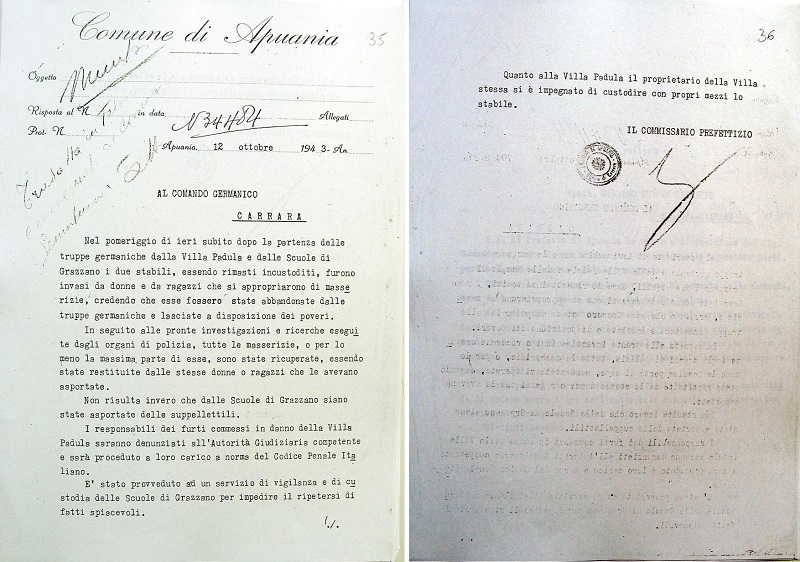 Comune di Apuania
35
Oggetto
Risposta al N. in data Allegati
Prot. N. N 34484
Apuania, 12 ottobre 194 3-An.
AL COMANDO GERMANICO
CARRARA
Nel pomeriggio di ieri subito dopo la partenza delle
truppe germaniche dalla Villa Padula e dalle Scuole di
Grazzano i due stabili, essendo rimasti incustoditi, furono
invasi da donne e da ragazzi che si appropriarono di masse
rizie, credendo che esse fossero state abbandonate dalle
truppe germaniche e lasciate a disposizione dei poveri.
In seguito alle pronte investigazioni e ricerche esegui
te dagli organi di polizia, tutte le masserizie, o per lo
meno la massima parte di esse, sono state ricuperate, essendo
state restituite dalle stesse donne o ragazzi che le avevano
asportate.
Non risulta invero che dalle Scuole di Grazzano siano
state asportate delle suppellettili.
I responsabili dei furti commessi in danno della Villa
Padula seranno denunziati all'Autorità Giudiziaria competente
e sarà proceduto a loro carico a norma del Codice Penale Ita
liano.
E' stato provveduto ad un servizio di vigilanza e di cu
stodia delle Scuole di Grazzano per impedire il ripetersi di
fatti spiacevoli.
./.
36
Quanto alla Villa Padula il proprietario della Villa
stessa si è impegnato di custodire con propri mezzi lo
stabile.
IL COMMISSARIO PREFETTIZIO